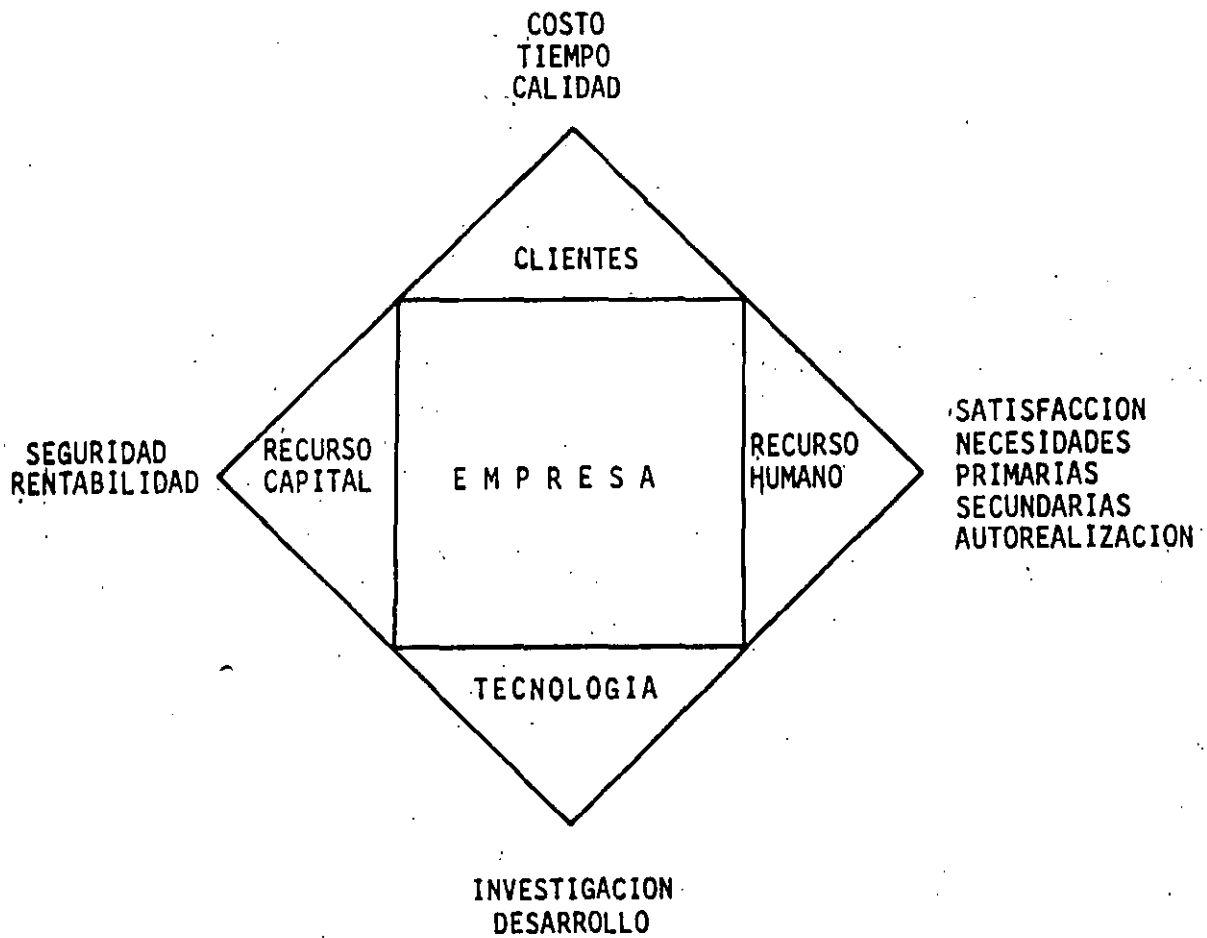 COSTO
TIEMPO
CALIDAD
CLIENTES
SEGURIDAD
RENTABILIDAD
RECURSO
CAPITAL
E M P R E S A
RECURSO
HUMANO
SATISFACCION
NECESIDADES
PRIMARIAS
SECUNDARIAS
AUTOREALIZACION
TECNOLOGIA
INVESTIGACION
DESARROLLO